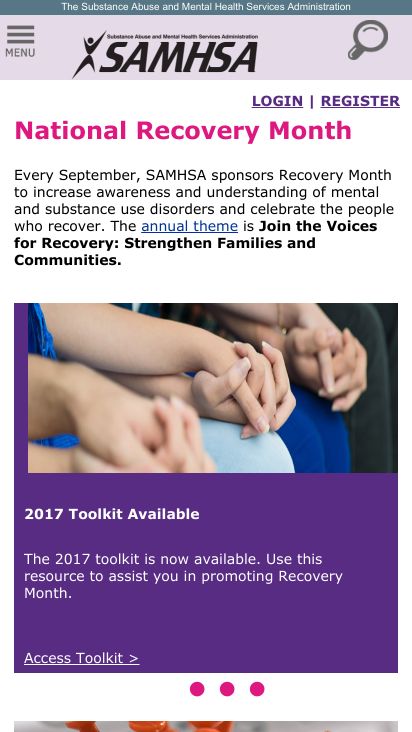 The Substance Abuse and Mental Health Services Administration
MENU
Substance Abuse and Mental Health Services Administration
SAMHSA
LOGIN | REGISTER
National Recovery Month
Every September, SAMHSA sponsors Recovery Month
to increase awareness and understanding of mental
and substance use disorders and celebrate the people
who recover. The annual theme is Join the Voices
for Recovery: Strengthen Families and
Communities.
2017 Toolkit Available
The 2017 toolkit is now available. Use this
resource to assist you in promoting Recovery
Month.
Access Toolkit >